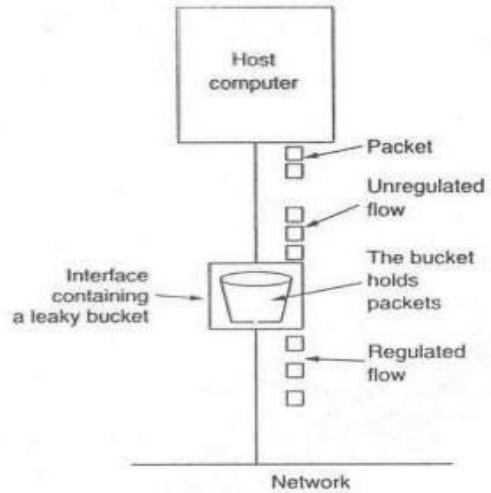 Host
computer
Packet
Unregulated
flow
Interface
containing
a leaky bucket
The bucket
holds
packets
Regulated
flow
Network